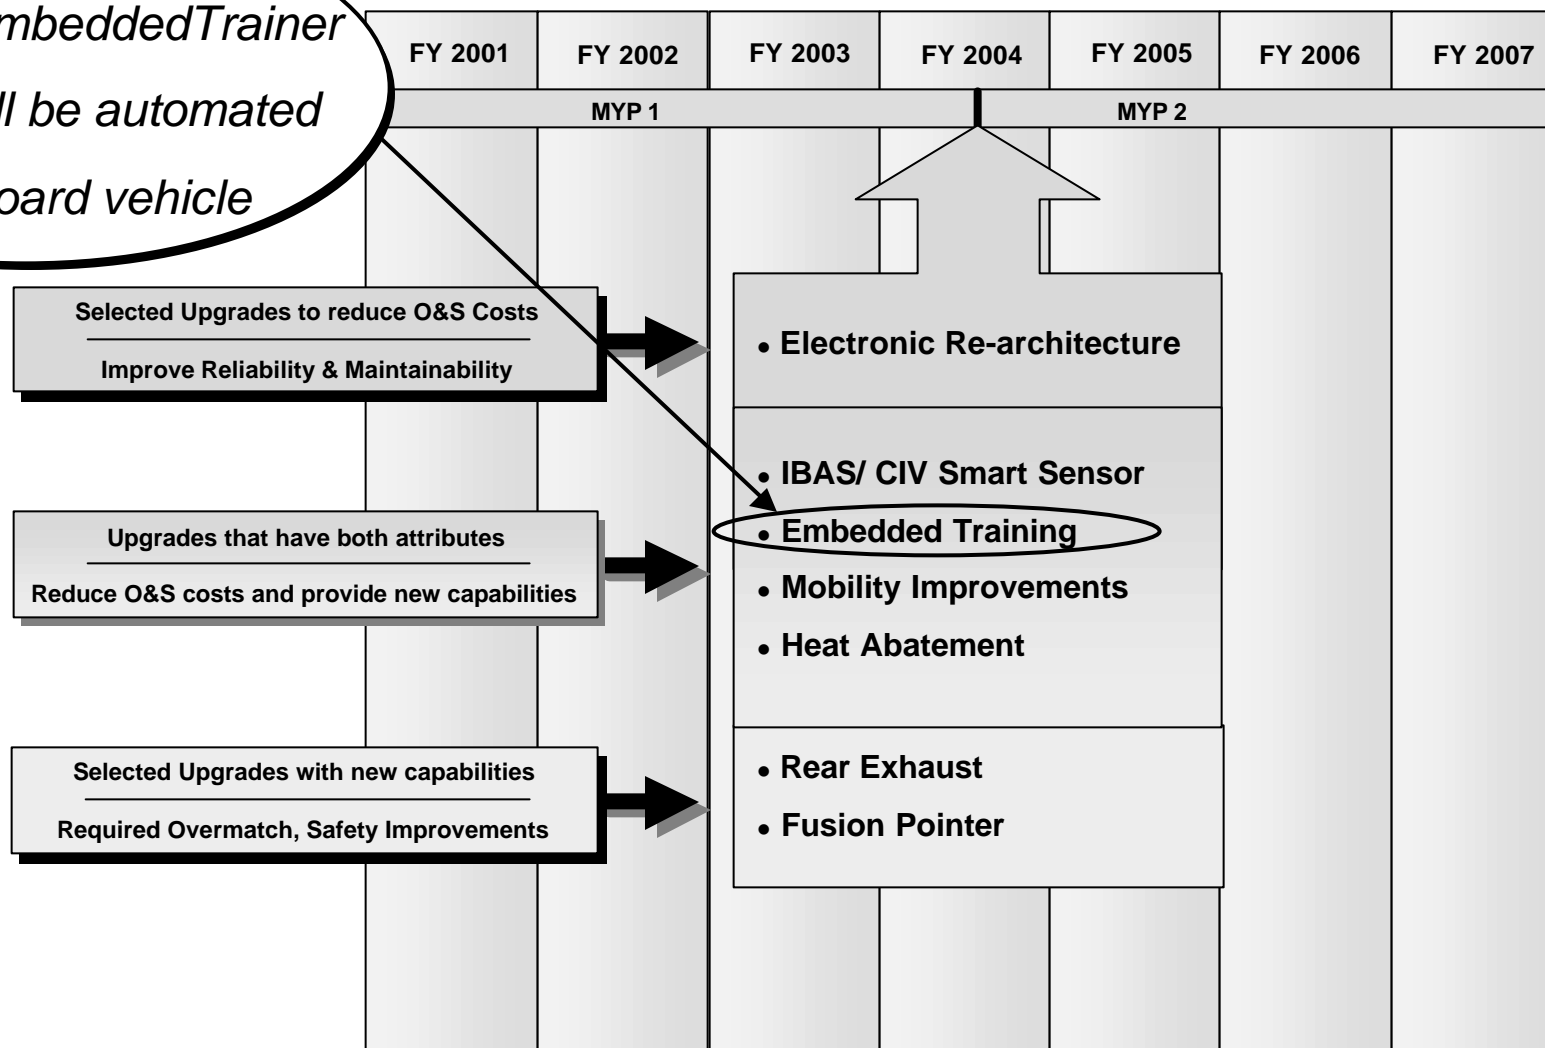 mbeddedTrainer
ll be automated
oard vehicle
FY 2001 FY 2002 FY 2003 FY 2004 FY 2005 FY 2006 FY 2007
MYP 1 MYP 2
Selected Upgrades to reduce O&S Costs
Improve Reliability & Maintainability
• Electronic Re-architecture
Upgrades that have both attributes
Reduce O&S costs and provide new capabilities
• IBAS/ CIV Smart Sensor
• Embedded Training
• Mobility Improvements
• Heat Abatement
Selected Upgrades with new capabilities
Required Overmatch, Safety Improvements
• Rear Exhaust
• Fusion Pointer